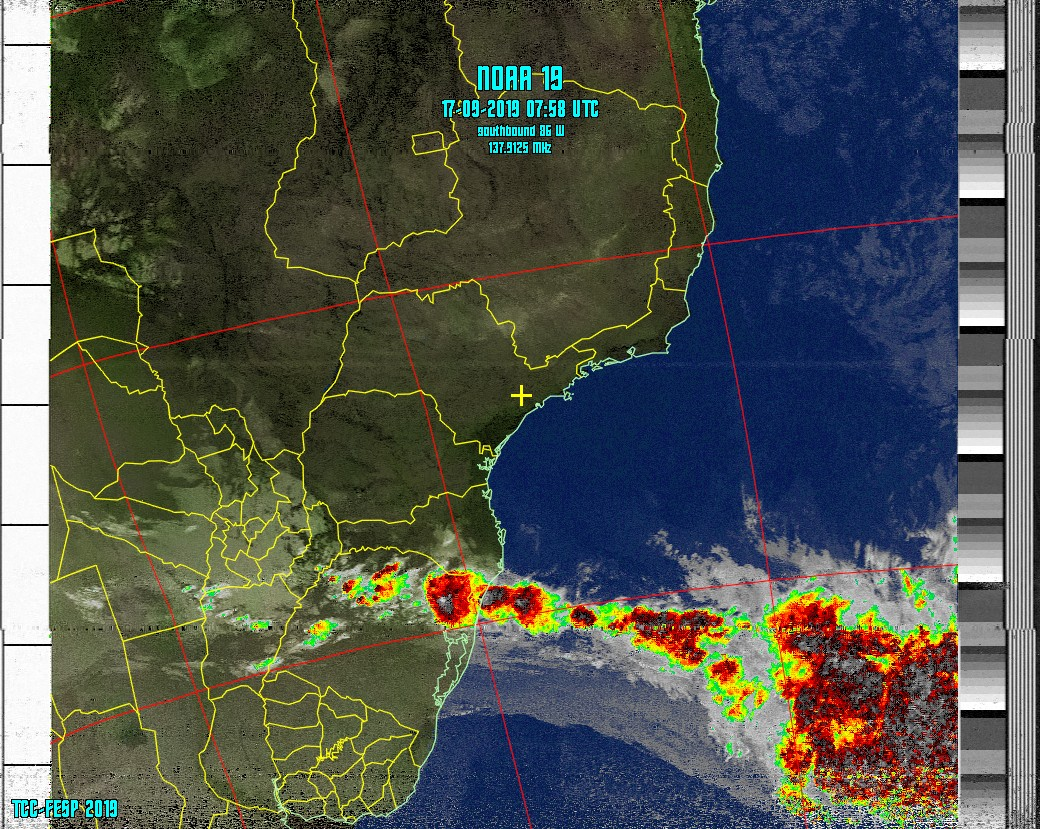 NOAA 19
17-09-2019 07:58 UTC
southbound 86 W
137.9125 MHz
TCC-FESP 2019